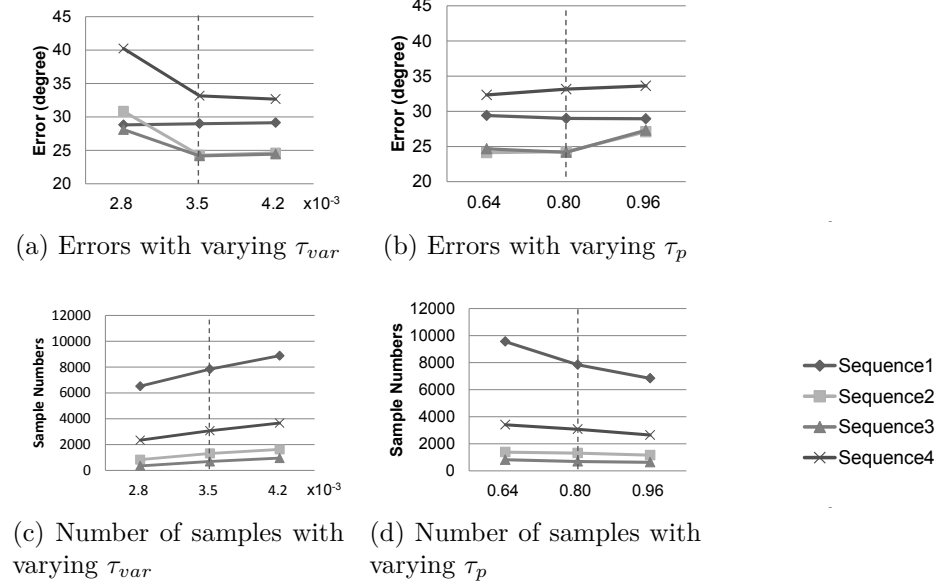 45
40
35
30
25
20
Error (degree)
2.8 3.5 4.2 x10⁻³
(a) Errors with varying τ_var
45
40
35
30
25
20
Error (degree)
0.64 0.80 0.96
(b) Errors with varying τ_p
12000
10000
8000
6000
4000
2000
0
Sample Numbers
2.8 3.5 4.2 x10⁻³
(c) Number of samples with
varying τ_var
12000
10000
8000
6000
4000
2000
0
Sample Numbers
0.64 0.80 0.96
(d) Number of samples with
varying τ_p
Sequence1
Sequence2
Sequence3
Sequence4